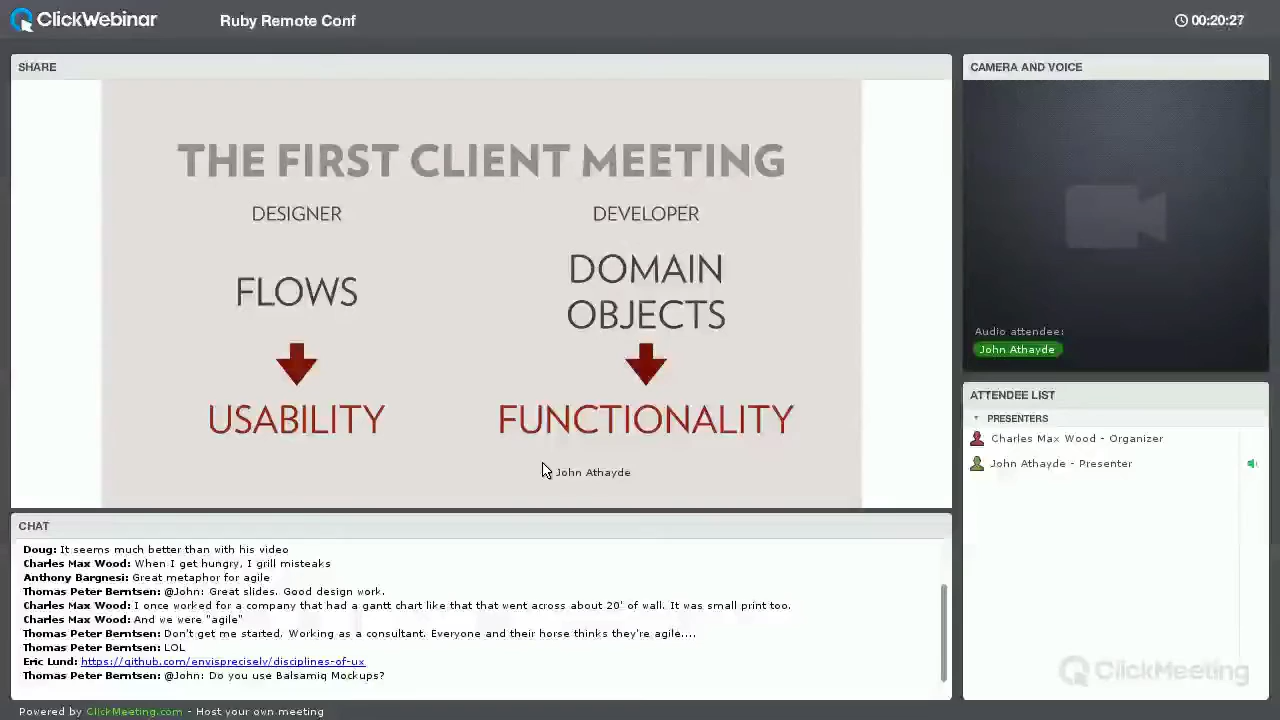 ClickWebinar
Ruby Remote Conf
00:20:27
SHARE
THE FIRST CLIENT MEETING
DESIGNER
DEVELOPER
FLOWS
DOMAIN
OBJECTS
USABILITY
FUNCTIONALITY
John Athayde
CAMERA AND VOICE
Audio attendee:
John Athayde
ATTENDEE LIST
PRESENTERS
Charles Max Wood - Organizer
John Athayde - Presenter
CHAT
Doug: It seems much better than with his video
Charles Max Wood: When I get hungry, I grill misteaks
Anthony Bargnesi: Great metaphor for agile
Thomas Peter Berntsen: @John: Great slides. Good design work.
Charles Max Wood: I once worked for a company that had a gantt chart like that that went across about 20' of wall. It was small print too.
Charles Max Wood: And we were "agile"
Thomas Peter Berntsen: Don't get me started. Working as a consultant. Everyone and their horse thinks they're agile....
Thomas Peter Berntsen: LOL
Eric Lund: https://github.com/envisprecisely/disciplines-of-ux
Thomas Peter Berntsen: @John: Do you use Balsamiq Mockups?
ClickMeeting
Powered by ClickMeeting.com - Host your own meeting